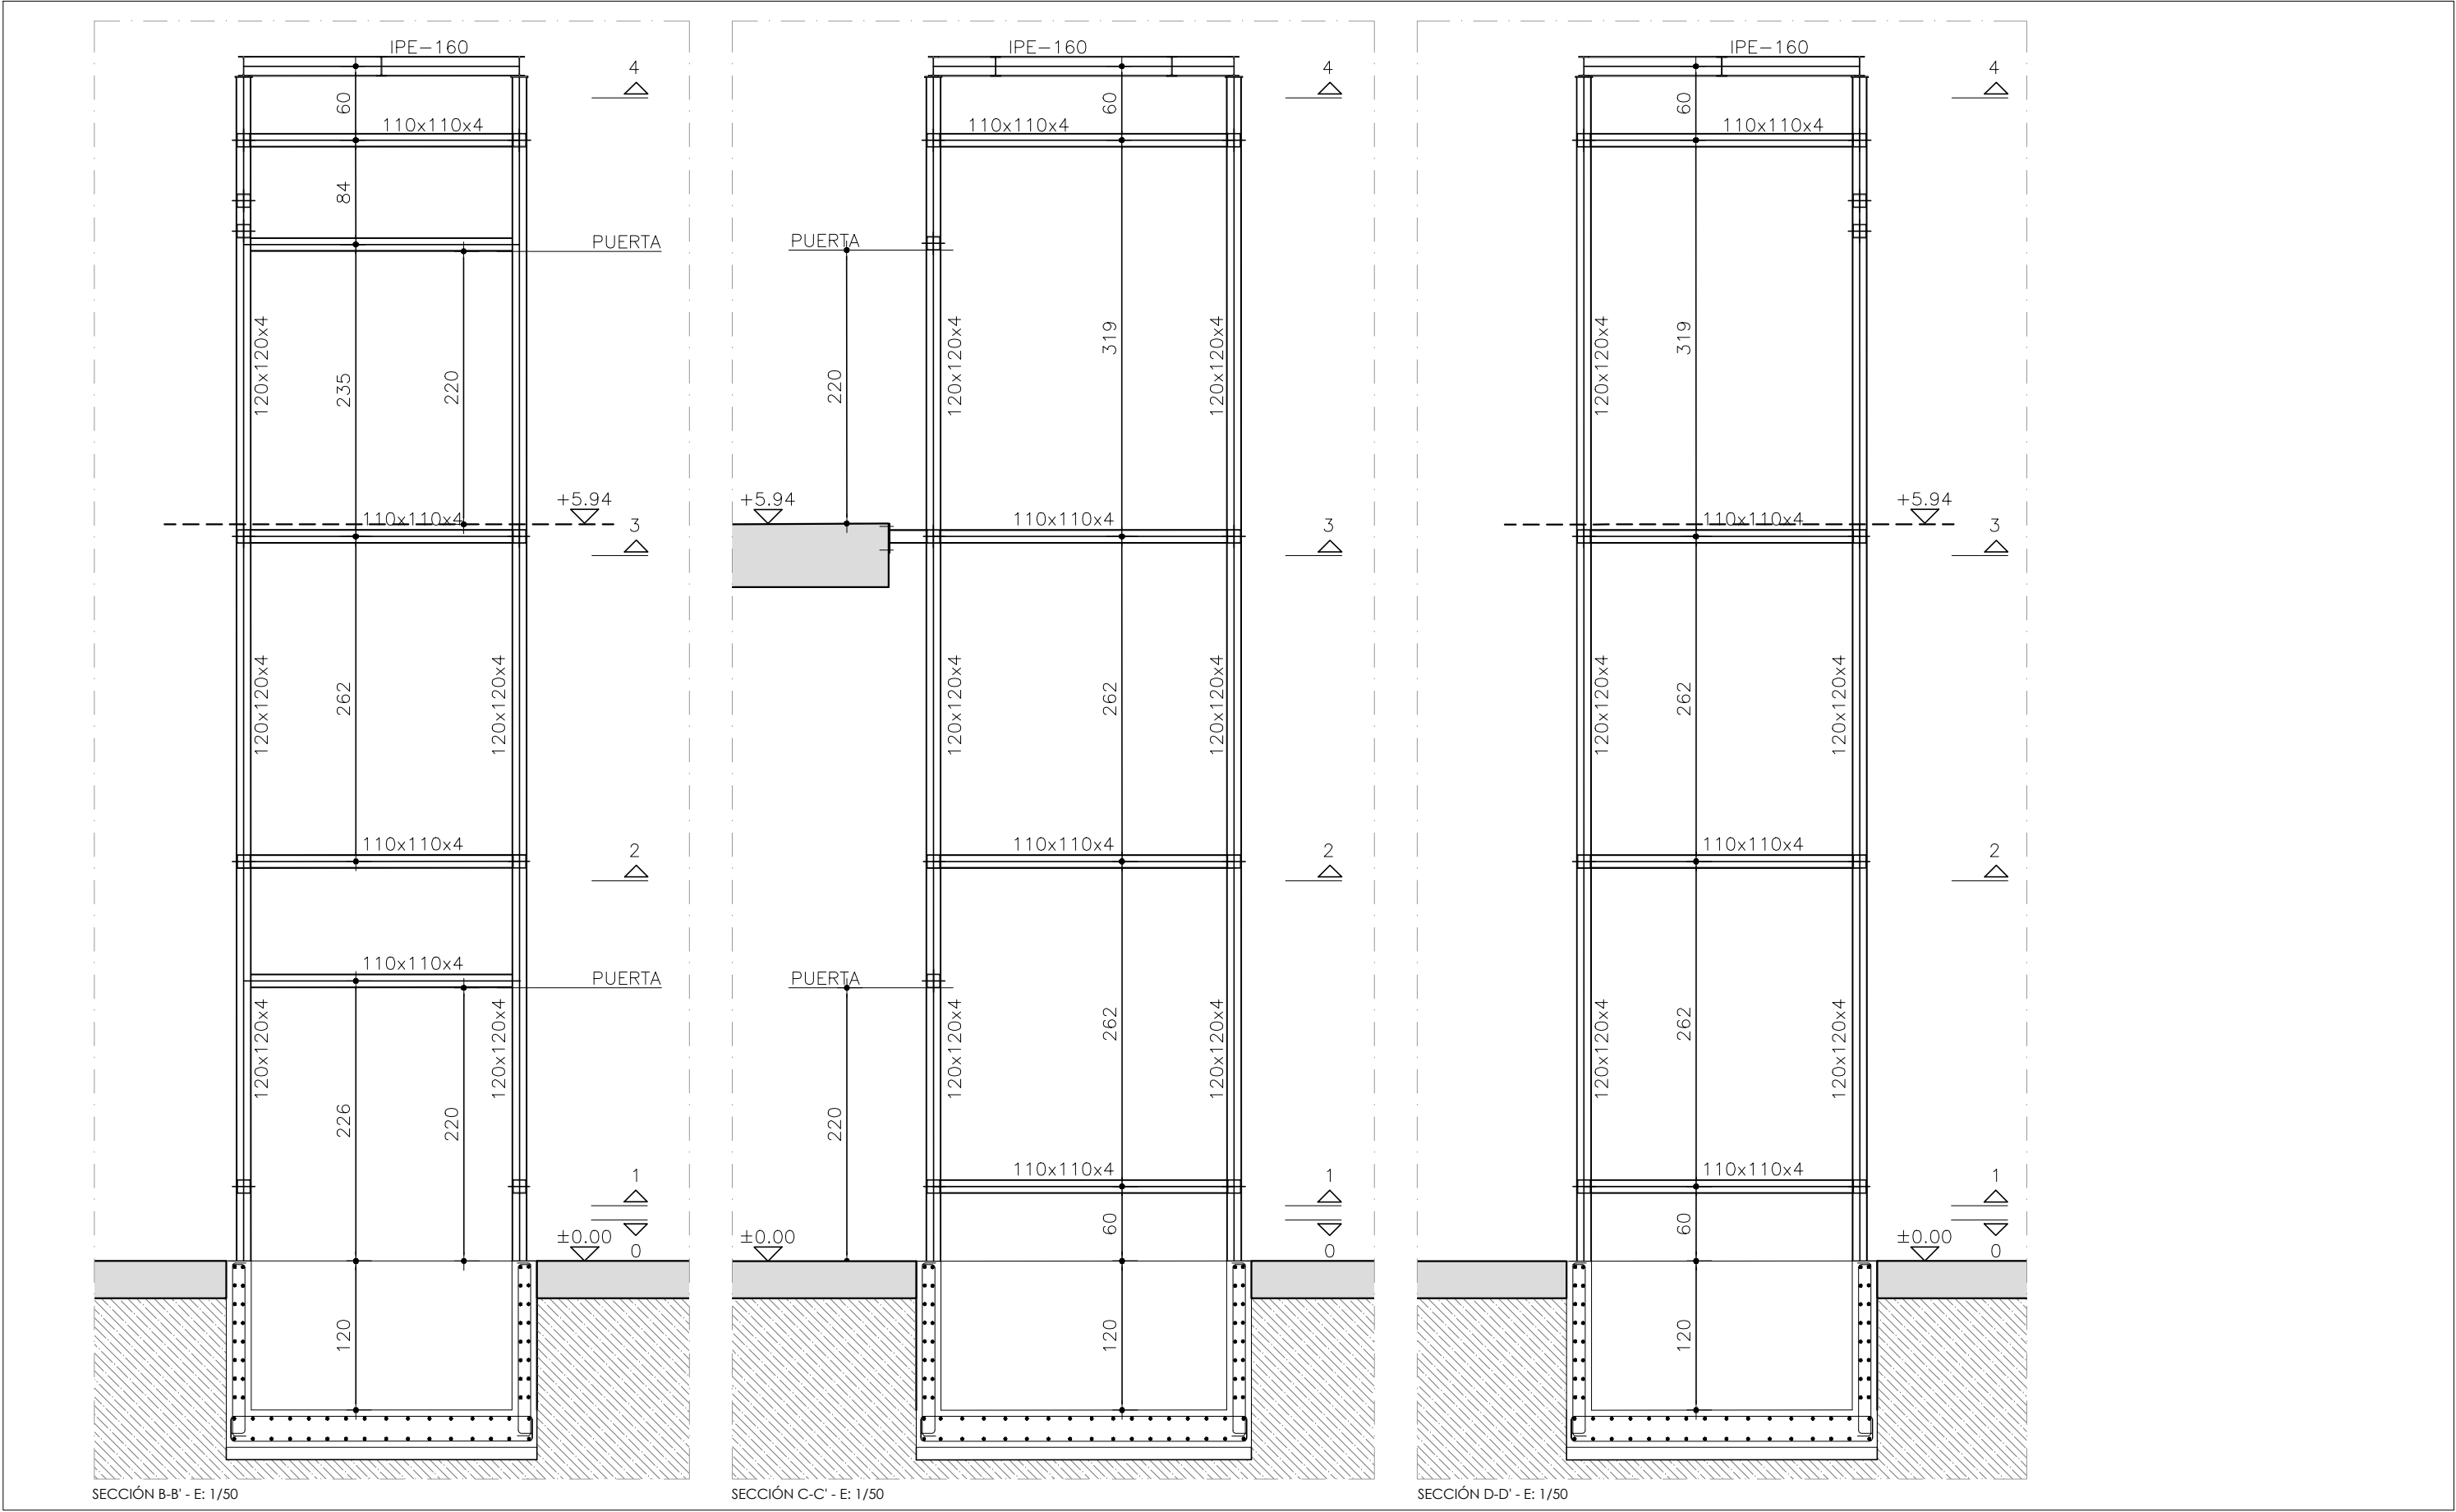 IPE-160
4
60
110x110x4
84
PUERTA
120x120x4
235
220
+5.94
110x110x4
3
120x120x4
262
120x120x4
110x110x4
2
110x110x4
PUERTA
120x120x4
120x120x4
226
220
1
±0.00
0
120
SECCIÓN B-B' - E: 1/50
IPE-160
4
60
110x110x4
PUERTA
120x120x4
319
120x120x4
220
+5.94
110x110x4
3
120x120x4
262
120x120x4
110x110x4
2
PUERTA
120x120x4
262
120x120x4
220
110x110x4
1
60
±0.00
0
120
SECCIÓN C-C' - E: 1/50
IPE-160
4
60
110x110x4
120x120x4
319
+5.94
110x110x4
3
120x120x4
262
120x120x4
110x110x4
2
120x120x4
262
120x120x4
110x110x4
1
60
±0.00
0
120
SECCIÓN D-D' - E: 1/50